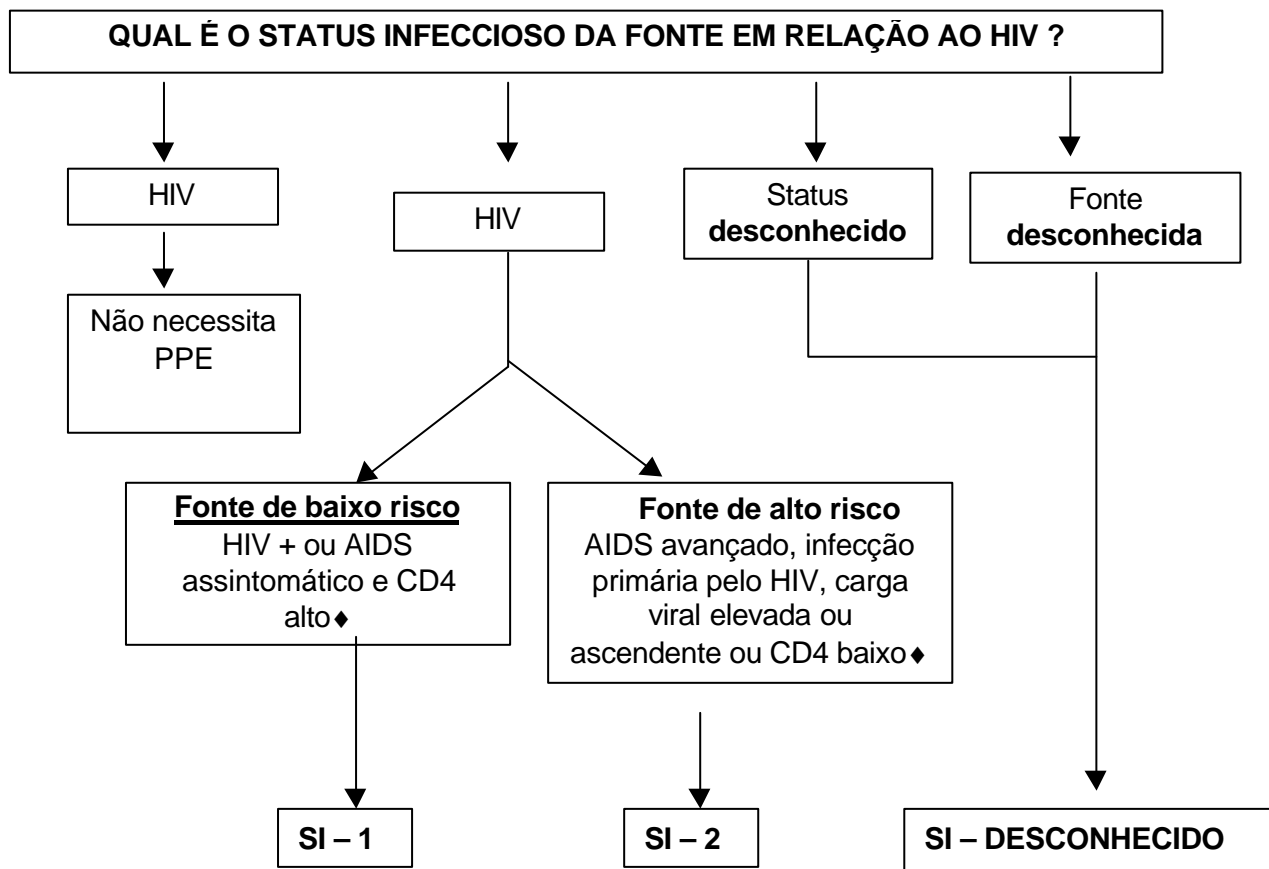 QUAL É O STATUS INFECCIOSO DA FONTE EM RELAÇÃO AO HIV ?
HIV
HIV
Status
desconhecido
Fonte
desconhecida
Não necessita
PPE
Fonte de baixo risco
HIV + ou AIDS
assintomático e CD4
alto♦
Fonte de alto risco
AIDS avançado, infecção
primária pelo HIV, carga
viral elevada ou
ascendente ou CD4 baixo♦
SI – 1
SI – 2
SI – DESCONHECIDO